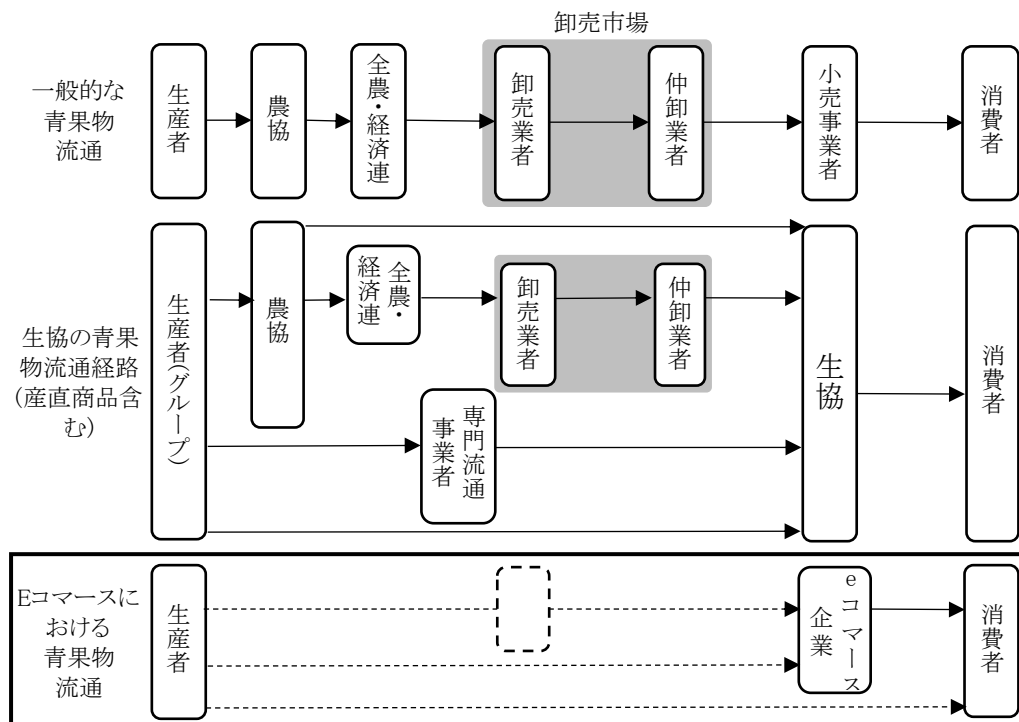 卸売市場
一般的な
青果物
流通
生産者
農協
全農・経済連
卸売業者
仲卸業者
小売事業者
消費者
生協の青果
物流通経路
(産直商品含
む)
生産者(グループ)
農協
全農・
経済連
卸売業者
仲卸業者
専門流通
事業者
生協
消費者
Eコマースに
おける
青果物
流通
生産者
eコマース
企業
消費者